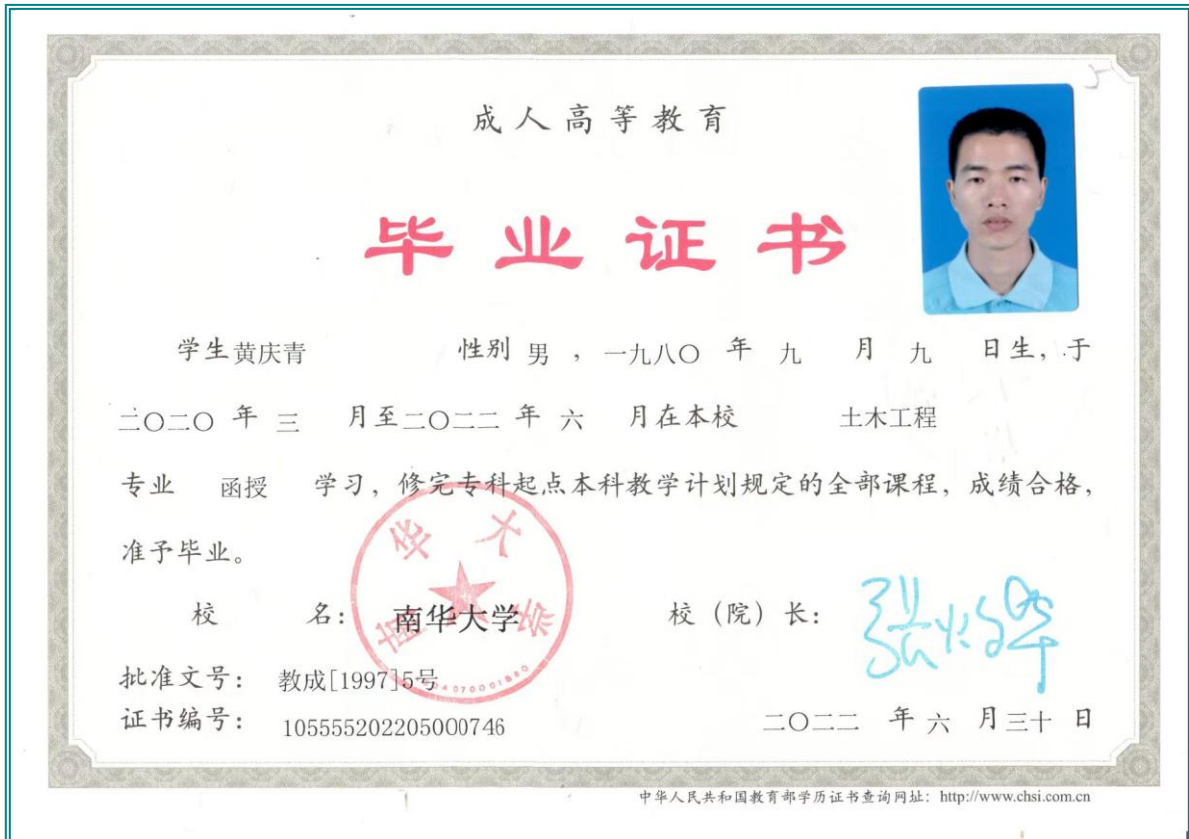 成人高等教育
毕业证书
学生 黄庆青 性别 男 ，一九八〇 年 九 月 九 日生，于
二〇二〇 年 三 月至二〇二二 年 六 月在本校 土木工程
专业 函授 学习，修完专科起点本科教学计划规定的全部课程，成绩合格，
准予毕业。
南华大学
校 名： 南华大学 校（院）长：
批准文号： 教成[1997]5号
证书编号： 105555202205000746 二〇二二 年 六 月三十 日
中华人民共和国教育部学历证书查询网址：http://www.chsi.com.cn